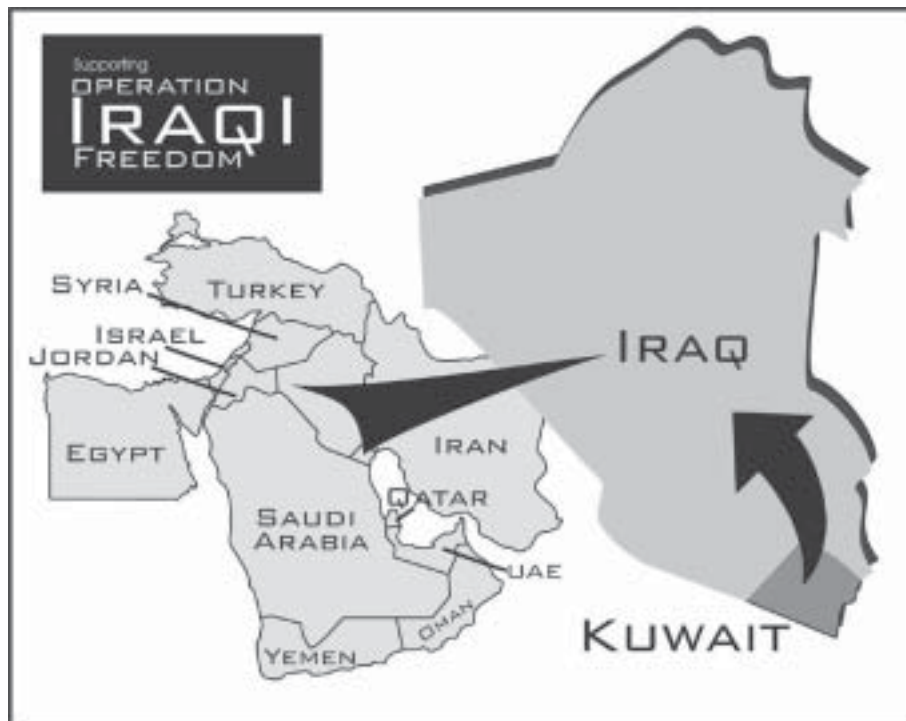 Supporting
OPERATION
IRAQI
FREEDOM
SYRIA
TURKEY
ISRAEL
JORDAN
IRAQ
EGYPT
IRAN
QATAR
SAUDI
ARABIA
UAE
OMAN
YEMEN
KUWAIT